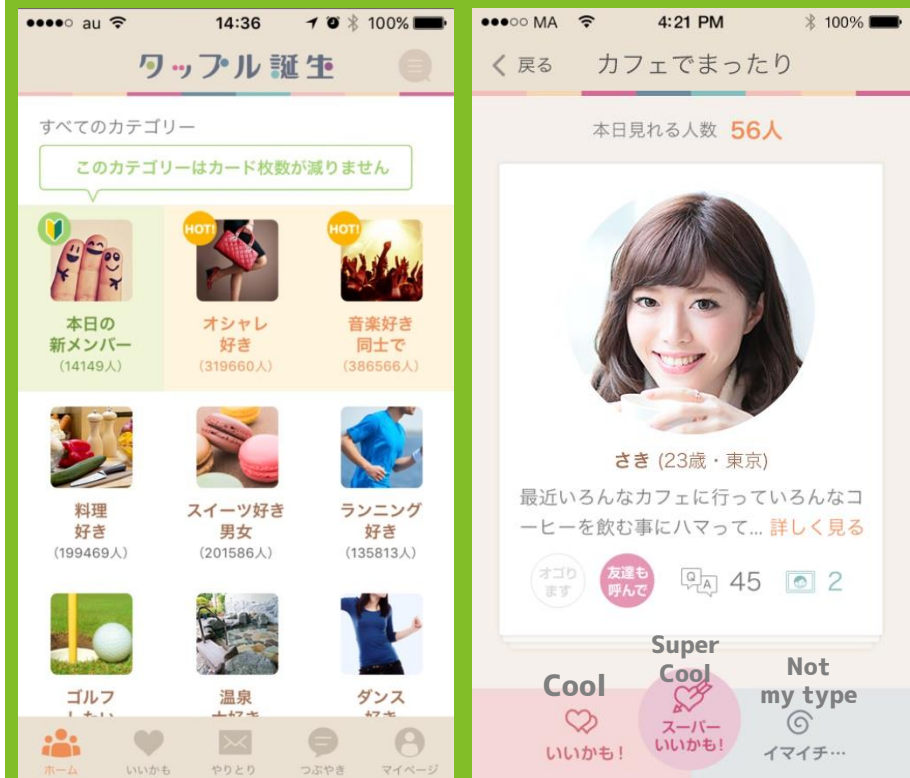 au
14:36
100%
タップル誕生
すべてのカテゴリー
このカテゴリーはカード枚数が減りません
本日の
新メンバー
(14149人)
HOT!
オシャレ
好き
(319660人)
HOT!
音楽好き
同士で
(386566人)
料理
好き
(199469人)
スイーツ好き
男女
(201586人)
ランニング
好き
(135813人)
ゴルフ
したい
温泉
大好き
ダンス
好き
ホーム
いいかも
やりとり
つぶやき
マイページ
MA
4:21 PM
100%
戻る
カフェでまったり
本日見れる人数 56人
さき (23歳・東京)
最近いろんなカフェに行っていろんなコ
ーヒーを飲む事にハマって... 詳しく見る
オゴり
ます
友達も
呼んで
Q A 45
2
Cool
いいかも!
Super
Cool
スーパー
いいかも!
Not
my type
イマイチ…